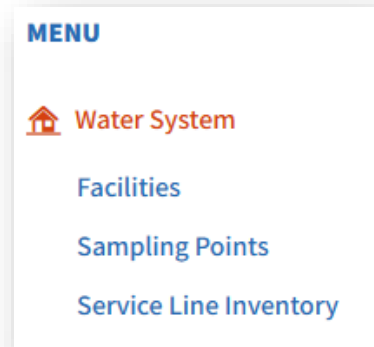 MENU
Water System
Facilities
Sampling Points
Service Line Inventory